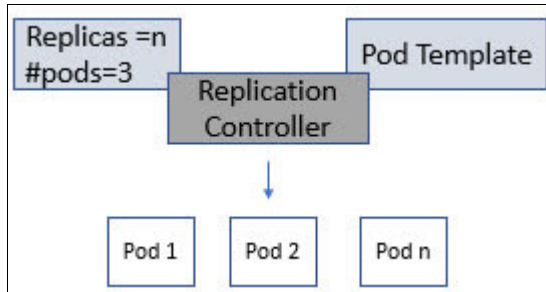 Replicas =n
#pods=3
Pod Template
Replication
Controller
Pod 1
Pod 2
Pod n